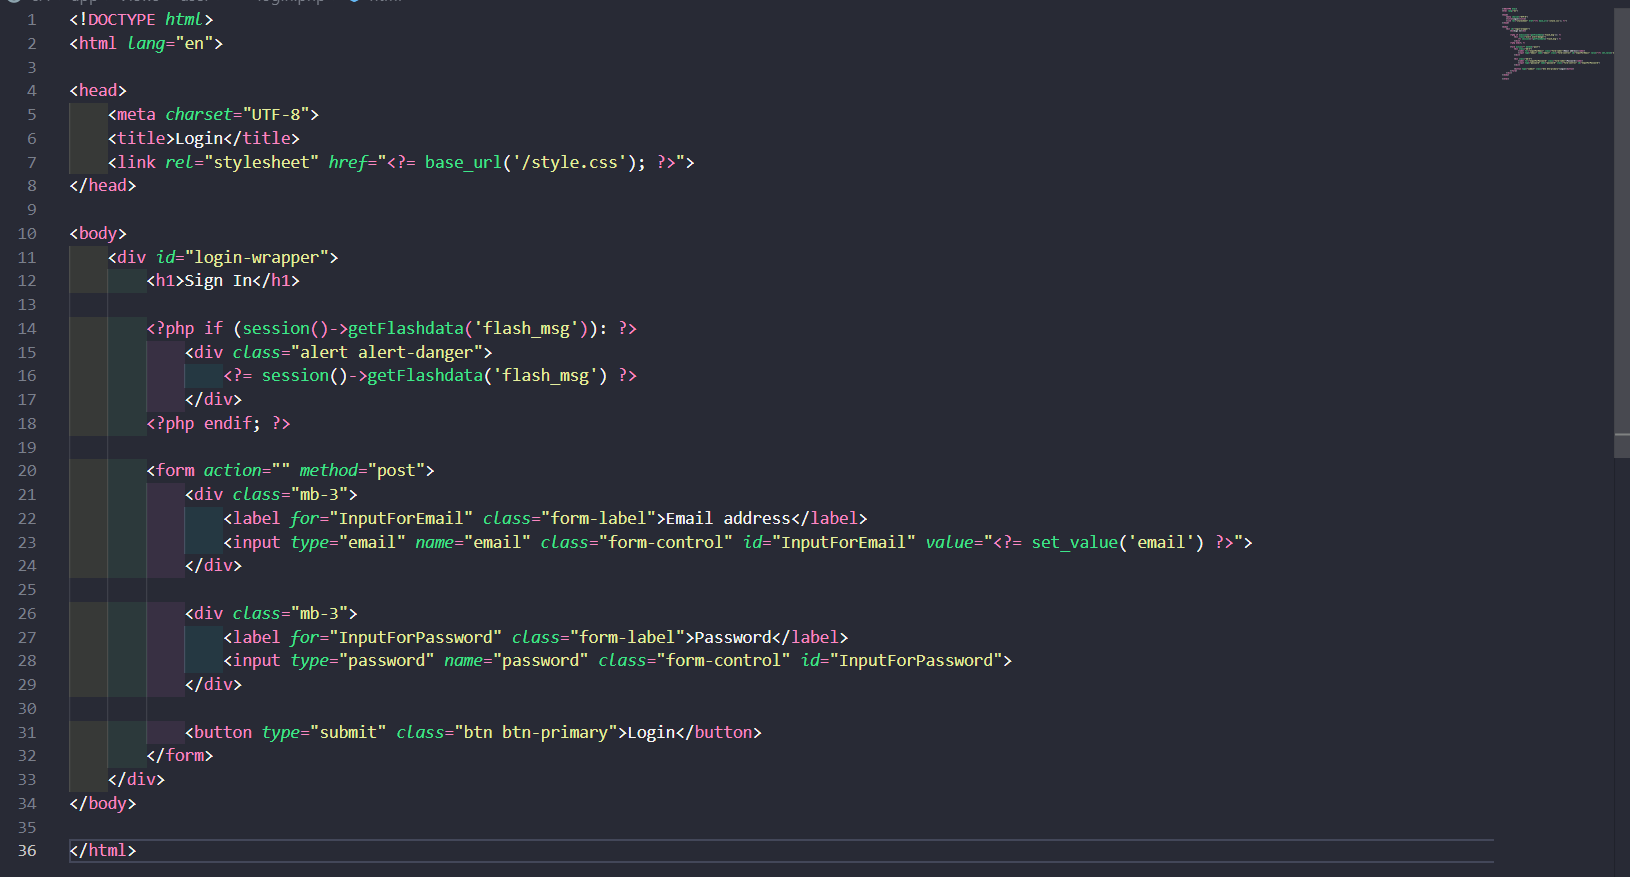 1 <!DOCTYPE html>
2 <html lang="en">
3
4 <head>
5     <meta charset="UTF-8">
6     <title>Login</title>
7     <link rel="stylesheet" href="<?= base_url('/style.css'); ?>">
8 </head>
9
10 <body>
11     <div id="login-wrapper">
12         <h1>Sign In</h1>
13
14         <?php if (session()->getFlashdata('flash_msg')): ?>
15             <div class="alert alert-danger">
16                 <?= session()->getFlashdata('flash_msg') ?>
17             </div>
18         <?php endif; ?>
19
20         <form action="" method="post">
21             <div class="mb-3">
22                 <label for="InputForEmail" class="form-label">Email address</label>
23                 <input type="email" name="email" class="form-control" id="InputForEmail" value="<?= set_value('email') ?>">
24             </div>
25
26             <div class="mb-3">
27                 <label for="InputForPassword" class="form-label">Password</label>
28                 <input type="password" name="password" class="form-control" id="InputForPassword">
29             </div>
30
31             <button type="submit" class="btn btn-primary">Login</button>
32         </form>
33     </div>
34 </body>
35
36 </html>